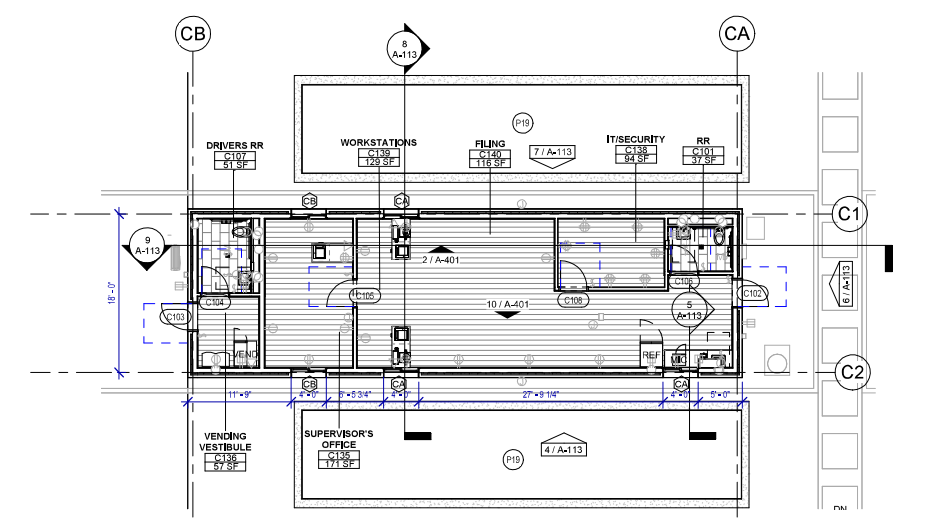 CB
CA
8
A-113
P19
DRIVERS RR
C107
51 SF
WORKSTATIONS
C139
129 SF
FILING
C140
116 SF
7 / A-113
IT/SECURITY
C138
94 SF
RR
C101
37 SF
CB
CA
C1
9
A-113
2 / A-401
18' - 0"
C104
C105
C108
C106
C102
6 / A-113
C103
10 / A-401
5
A-113
VEND
REF
MIC
C2
CB
CA
CA
11' - 9"
4' - 0"
5' - 5 3/4"
4' - 0"
27' - 9 1/4"
4' - 0"
5' - 0"
VENDING
VESTIBULE
C136
57 SF
SUPERVISOR'S
OFFICE
C135
171 SF
P19
4 / A-113
DN